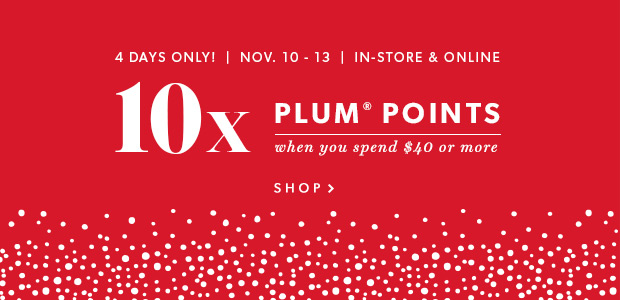 4 DAYS ONLY! | NOV. 10 - 13 | IN-STORE & ONLINE
10x
PLUM® POINTS
when you spend $40 or more
SHOP >